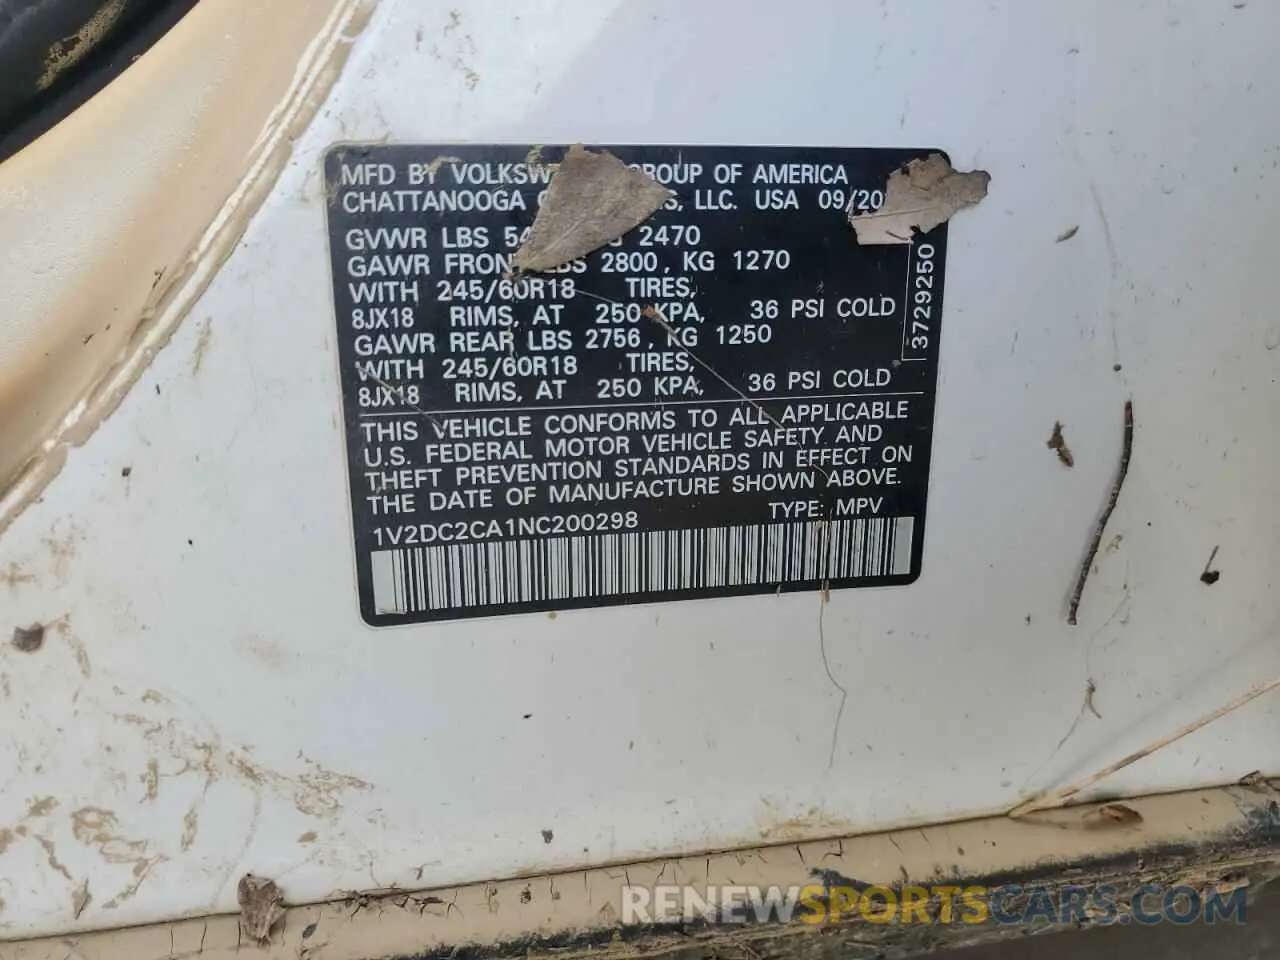 MFD BY VOLKSW GROUP OF AMERICA
CHATTANOOGA LLC. USA 09/20
GVWR LBS 2470
GAWR FRONT LBS 2800, KG 1270
WITH 245/60R18 TIRES,
8JX18 RIMS, AT 250 KPA, 36 PSI COLD
GAWR REAR LBS 2756, KG 1250
WITH 245/60R18 TIRES,
8JX18 RIMS, AT 250 KPA, 36 PSI COLD
3729250
THIS VEHICLE CONFORMS TO ALL APPLICABLE
U.S. FEDERAL MOTOR VEHICLE SAFETY AND
THEFT PREVENTION STANDARDS IN EFFECT ON
THE DATE OF MANUFACTURE SHOWN ABOVE.
1V2DC2CA1NC200298 TYPE: MPV
RENEWSPORTSCARS.COM